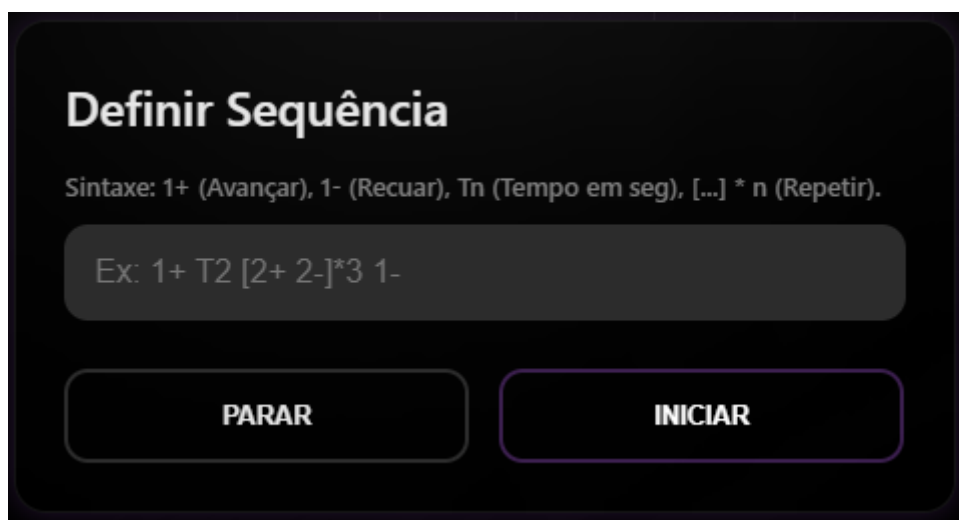 Definir Sequência
Sintaxe: 1+ (Avançar), 1- (Recuar), Tn (Tempo em seg), [...] * n (Repetir).
Ex: 1+ T2 [2+ 2-]*3 1-
PARAR
INICIAR